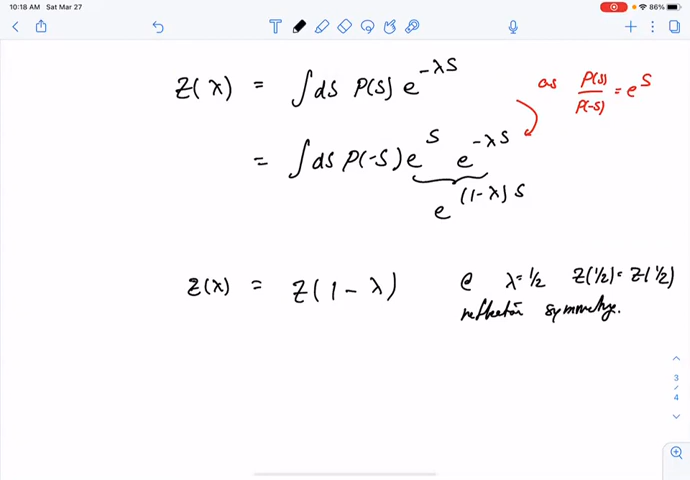 10:18 AM Sat Mar 27
86%
T
Z(λ) = ∫ds P(s) e^{-λS}
as P(s)/P(-s) = e^S
= ∫ds P(-s) e^S e^{-λS}
e^{(1-λ)S}
Z(λ) = Z(1-λ) @ λ=1/2 Z(1/2) = Z(1/2)
reflection symmetry.
3
/
4